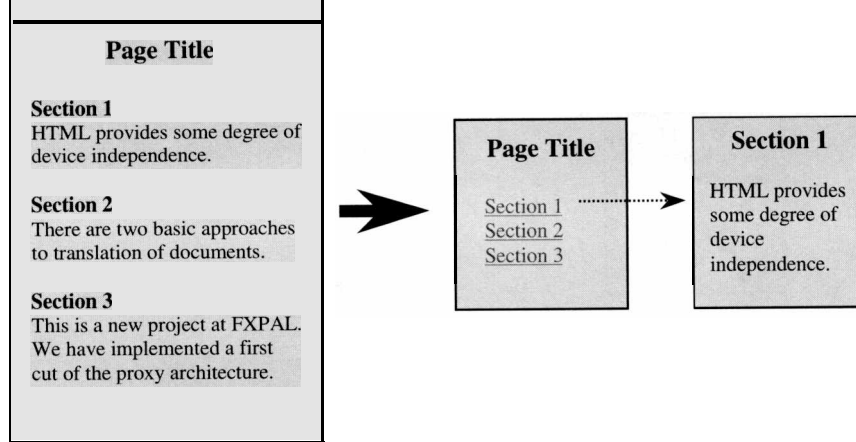 Page Title
Section 1
HTML provides some degree of
device independence.
Section 2
There are two basic approaches
to translation of documents.
Section 3
This is a new project at FXPAL.
We have implemented a first
cut of the proxy architecture.
Page Title
Section 1
Section 2
Section 3
Section 1
HTML provides
some degree of
device
independence.